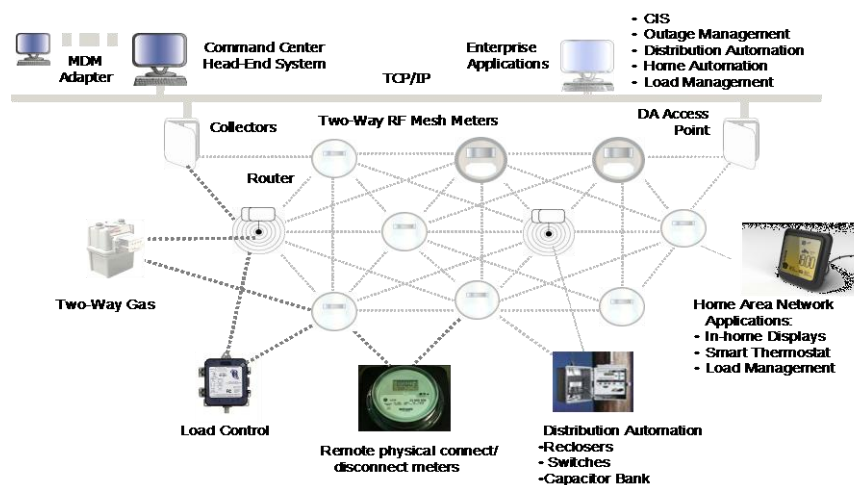 MDM
Adapter
Command Center
Head-End System
TCP/IP
Enterprise
Applications
- CIS
- Outage Management
- Distribution Automation
- Home Automation
- Load Management
Collectors
Two-Way RF Mesh Meters
DA Access
Point
Router
Two-Way Gas
Home Area Network
Applications:
- In-home Displays
- Smart Thermostat
- Load Management
Load Control
Remote physical connect/
disconnect meters
Distribution Automation
-Reclosers
- Switches
-Capacitor Bank